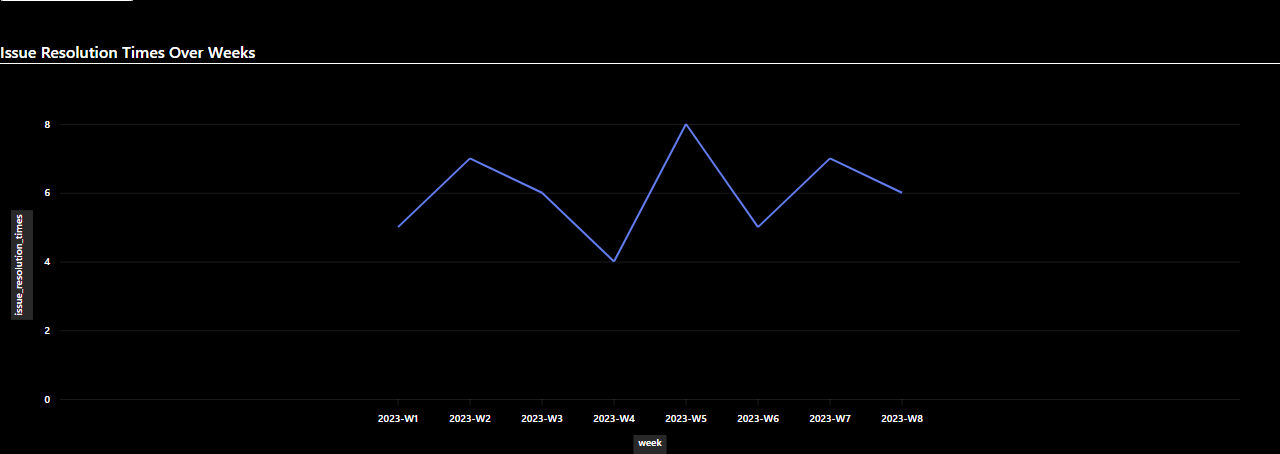 Issue Resolution Times Over Weeks
8
6
4
2
0
issue_resolution_times
2023-W1 2023-W2 2023-W3 2023-W4 2023-W5 2023-W6 2023-W7 2023-W8
week